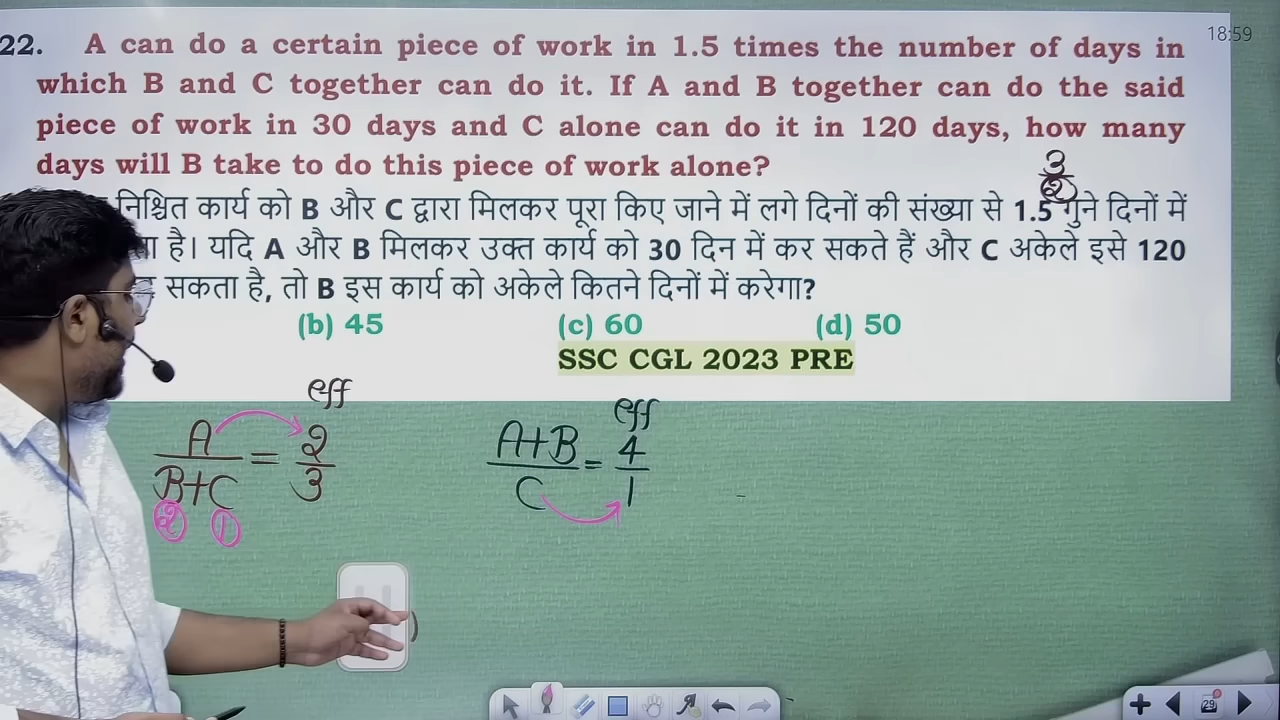 18:59
22. A can do a certain piece of work in 1.5 times the number of days in
which B and C together can do it. If A and B together can do the said
piece of work in 30 days and C alone can do it in 120 days, how many
days will B take to do this piece of work alone?
3
2
निश्चित कार्य को B और C द्वारा मिलकर पूरा किए जाने में लगे दिनों की संख्या से 1.5 गुने दिनों में
है। यदि A और B मिलकर उक्त कार्य को 30 दिन में कर सकते हैं और C अकेले इसे 120
सकता है, तो B इस कार्य को अकेले कितने दिनों में करेगा?
(b) 45 (c) 60 (d) 50
SSC CGL 2023 PRE
eff eff
A = 2 A+B = 4
B+C 3 C 1
2 1
29